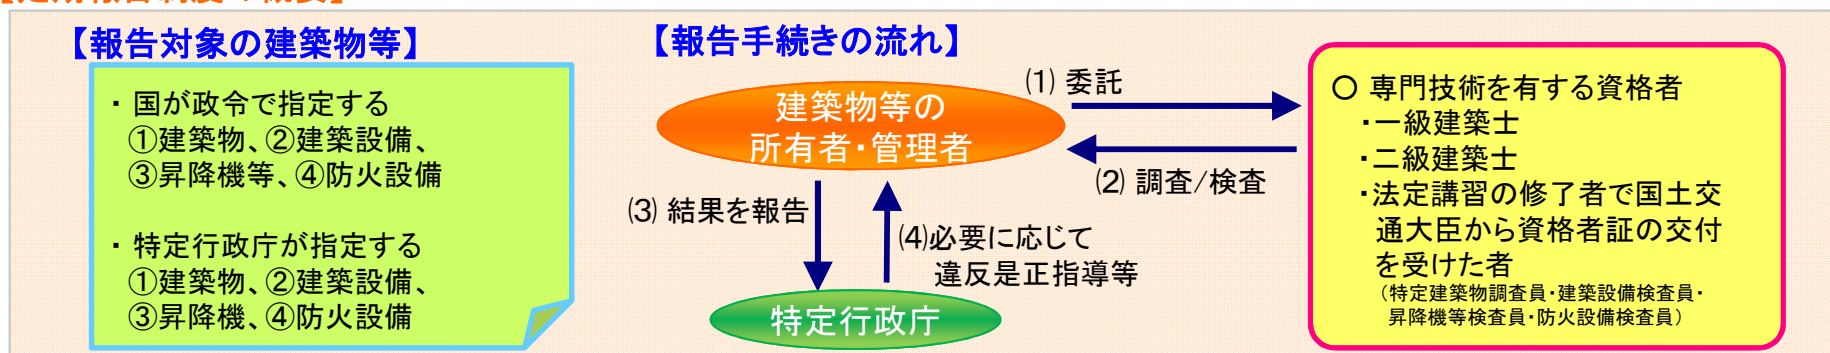 【報告対象の建築物等】
・ 国が政令で指定する
①建築物、②建築設備、
③昇降機等、④防火設備
・ 特定行政庁が指定する
①建築物、②建築設備、
③昇降機、④防火設備
【報告手続きの流れ】
建築物等の
所有者・管理者
(1) 委託
(2) 調査/検査
(3) 結果を報告
(4)必要に応じて
違反是正指導等
特定行政庁
〇 専門技術を有する資格者
・一級建築士
・二級建築士
・法定講習の修了者で国土交
通大臣から資格者証の交付
を受けた者
（特定建築物調査員・建築設備検査員・
昇降機等検査員・防火設備検査員）